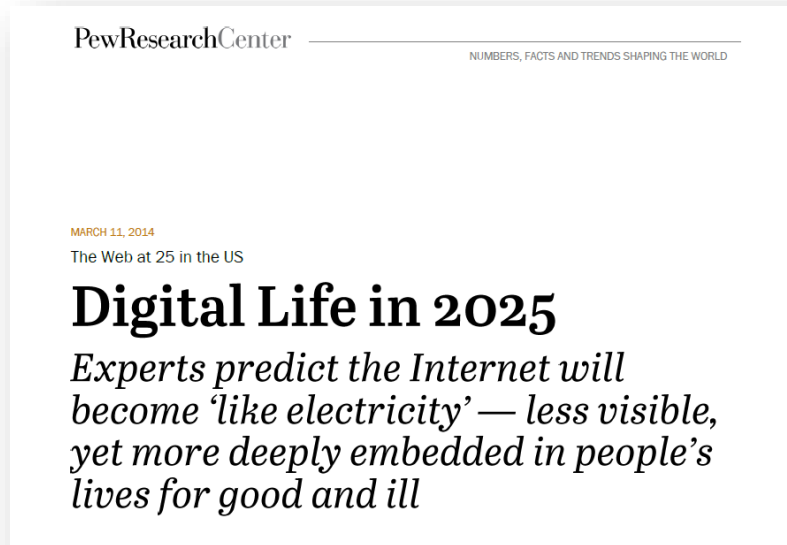 PewResearchCenter
NUMBERS, FACTS AND TRENDS SHAPING THE WORLD
MARCH 11, 2014
The Web at 25 in the US
Digital Life in 2025
Experts predict the Internet will
become ‘like electricity’ — less visible,
yet more deeply embedded in people’s
lives for good and ill